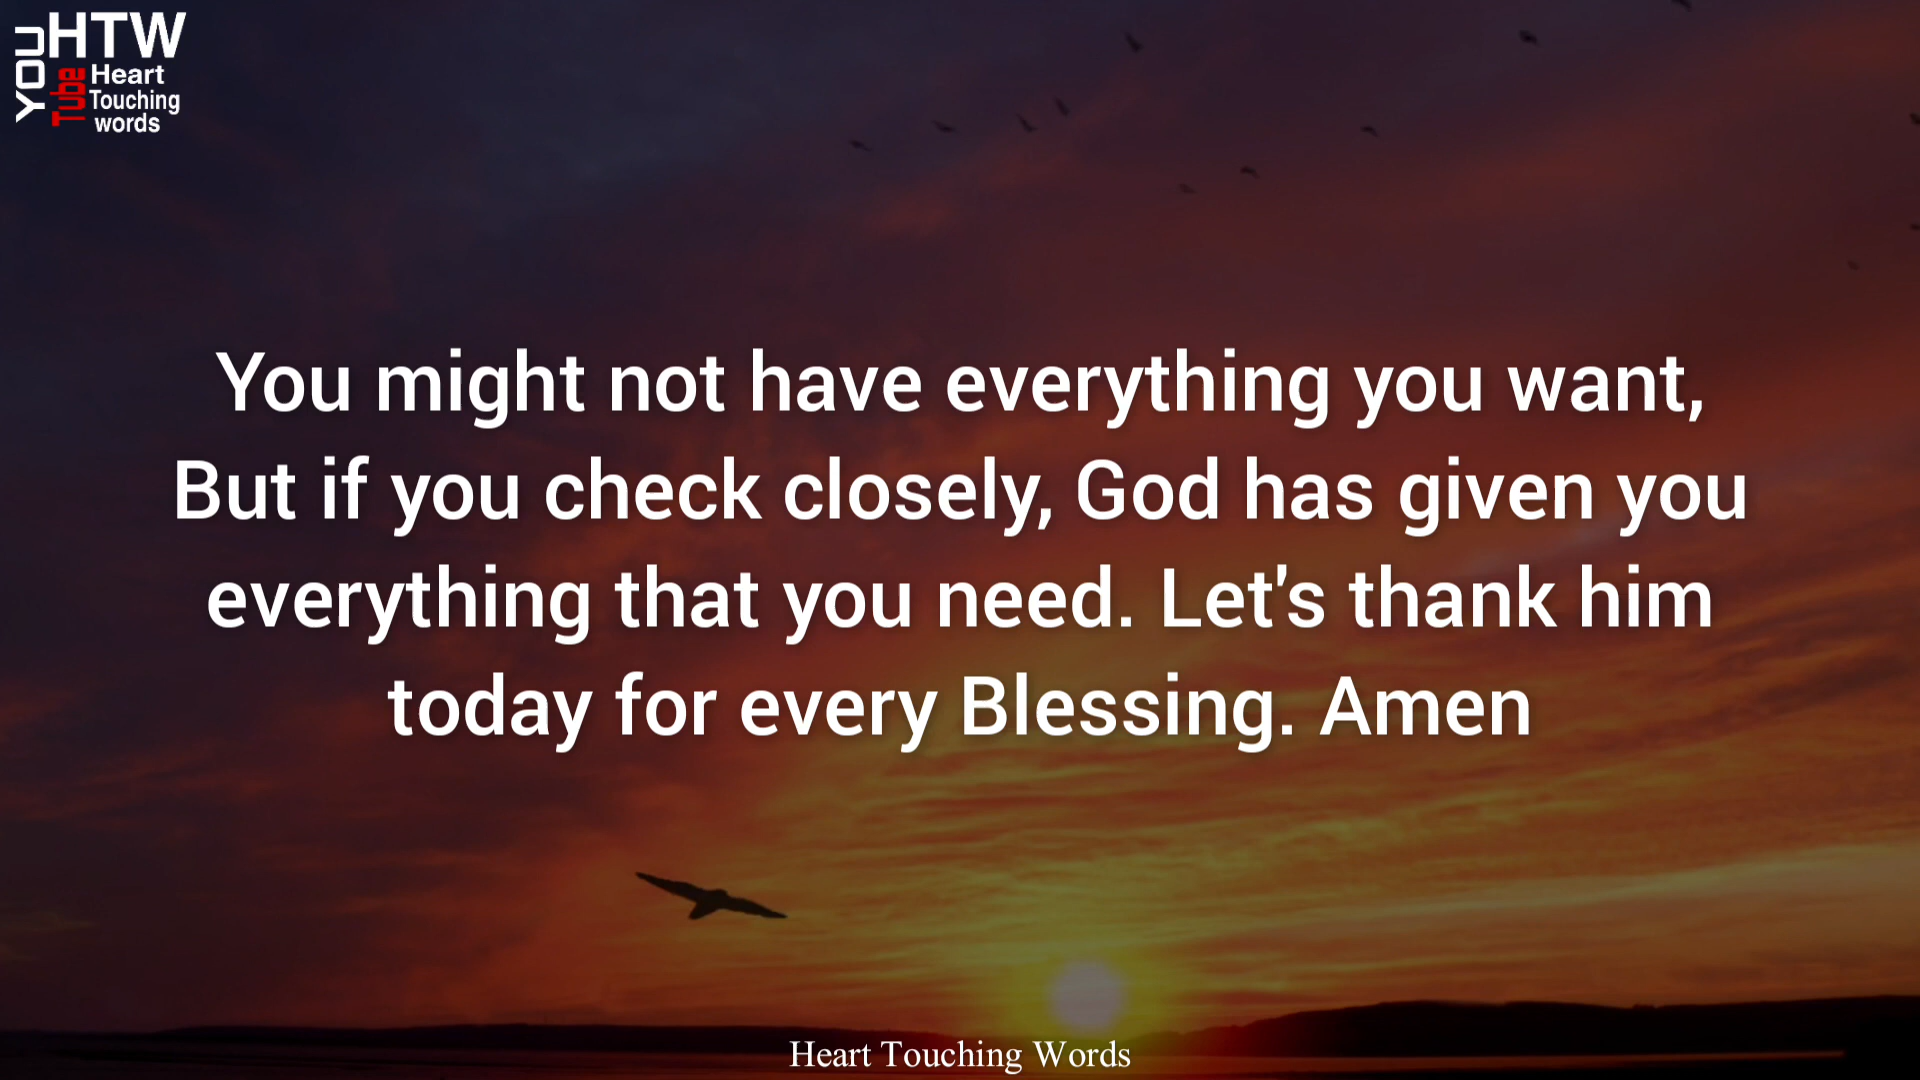 YOU
Tube
HTW
Heart
Touching
words
You might not have everything you want,
But if you check closely, God has given you
everything that you need. Let's thank him
today for every Blessing. Amen
Heart Touching Words